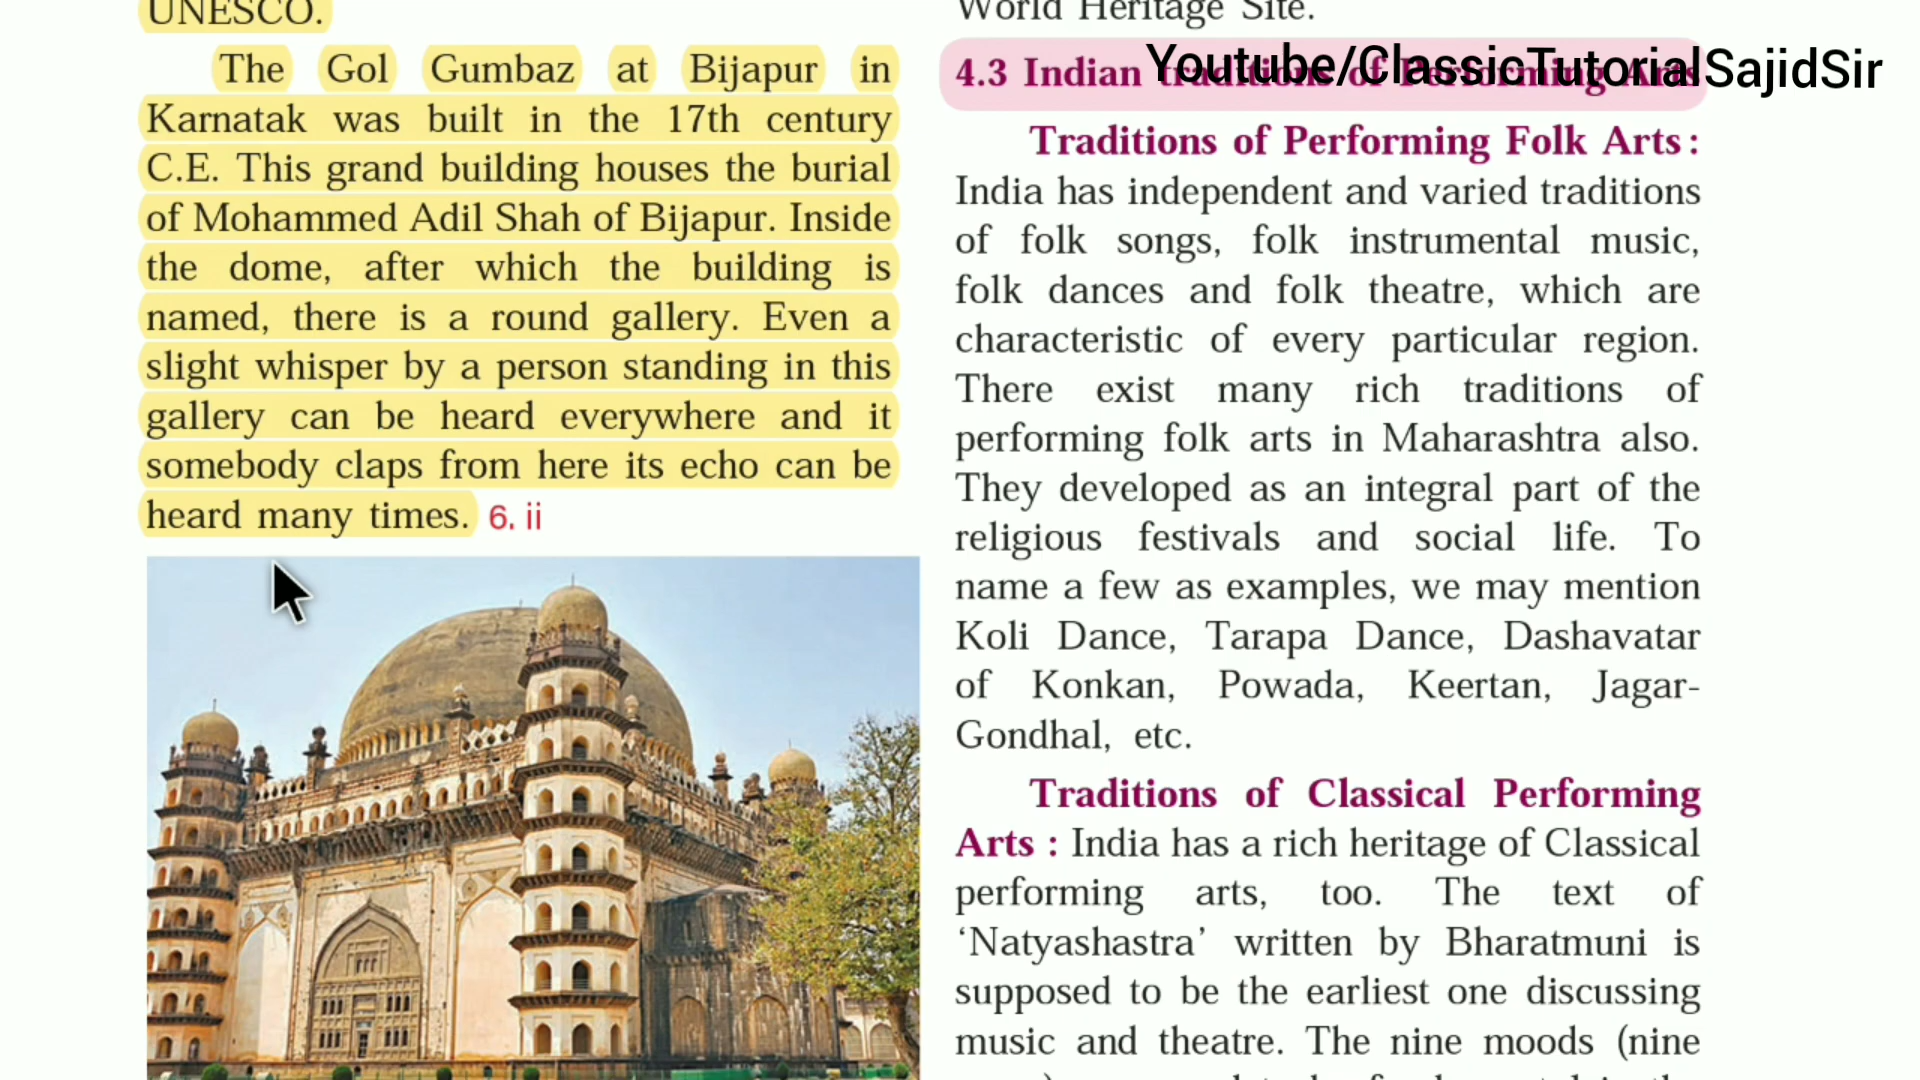 UNESCO.
The Gol Gumbaz at Bijapur in
Karnatak was built in the 17th century
C.E. This grand building houses the burial
of Mohammed Adil Shah of Bijapur. Inside
the dome, after which the building is
named, there is a round gallery. Even a
slight whisper by a person standing in this
gallery can be heard everywhere and it
somebody claps from here its echo can be
heard many times. 6. ii
World Heritage Site.
4.3 Indian traditions of Performing Arts
Youtube/ClassicTutorialSajidSir
Traditions of Performing Folk Arts :
India has independent and varied traditions
of folk songs, folk instrumental music,
folk dances and folk theatre, which are
characteristic of every particular region.
There exist many rich traditions of
performing folk arts in Maharashtra also.
They developed as an integral part of the
religious festivals and social life. To
name a few as examples, we may mention
Koli Dance, Tarapa Dance, Dashavatar
of Konkan, Powada, Keertan, Jagar-
Gondhal, etc.
Traditions of Classical Performing
Arts : India has a rich heritage of Classical
performing arts, too. The text of
‘Natyashastra’ written by Bharatmuni is
supposed to be the earliest one discussing
music and theatre. The nine moods (nine